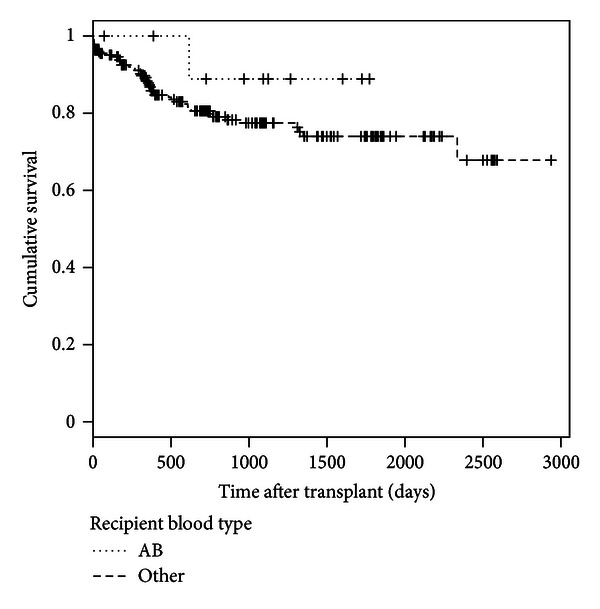 1
0.8
0.6
0.4
0.2
0
Cumulative survival
0 500 1000 1500 2000 2500 3000
Time after transplant (days)
Recipient blood type
AB
Other